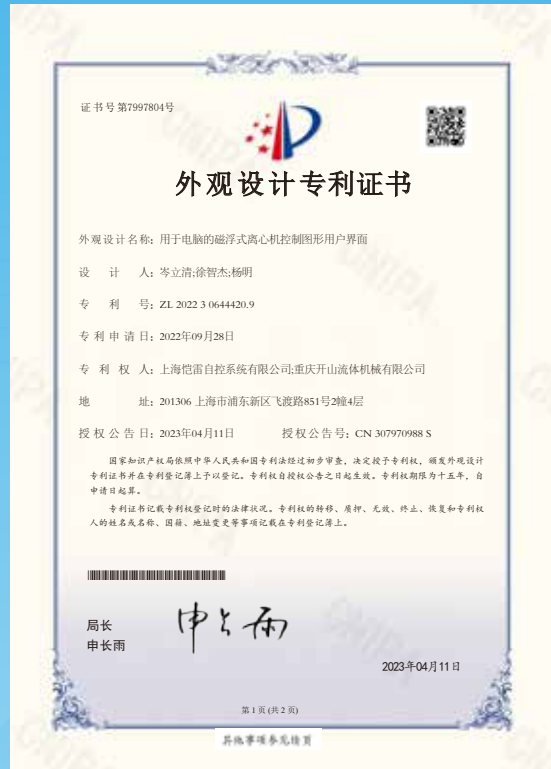 证书号第7997804号
外观设计专利证书
外观设计名称：用于电脑的磁浮式离心机控制图形用户界面
设计人：岑立清;徐智杰;杨明
专利号：ZL 2022 3 0644420.9
专利申请日：2022年09月28日
专利权人：上海恺雷自控系统有限公司;重庆开山流体机械有限公司
地址：201306 上海市浦东新区飞渡路851号2幢4层
授权公告日：2023年04月11日 授权公告号：CN 307970988 S
国家知识产权局依照中华人民共和国专利法经过初步审查，决定授予专利权，颁发外观设计
专利证书并在专利登记簿上予以登记。专利权自授权公告之日起生效。专利权期限为十五年，自
申请日起算。
专利证书记载专利权登记时的法律状况。专利权的转移、质押、无效、终止、恢复和专利权
人的姓名或名称、国籍、地址变更等事项记载在专利登记簿上。
局长
申长雨
申长雨
2023年04月11日
第 1 页 (共 2 页)
其他事项参见续页
CNIPA